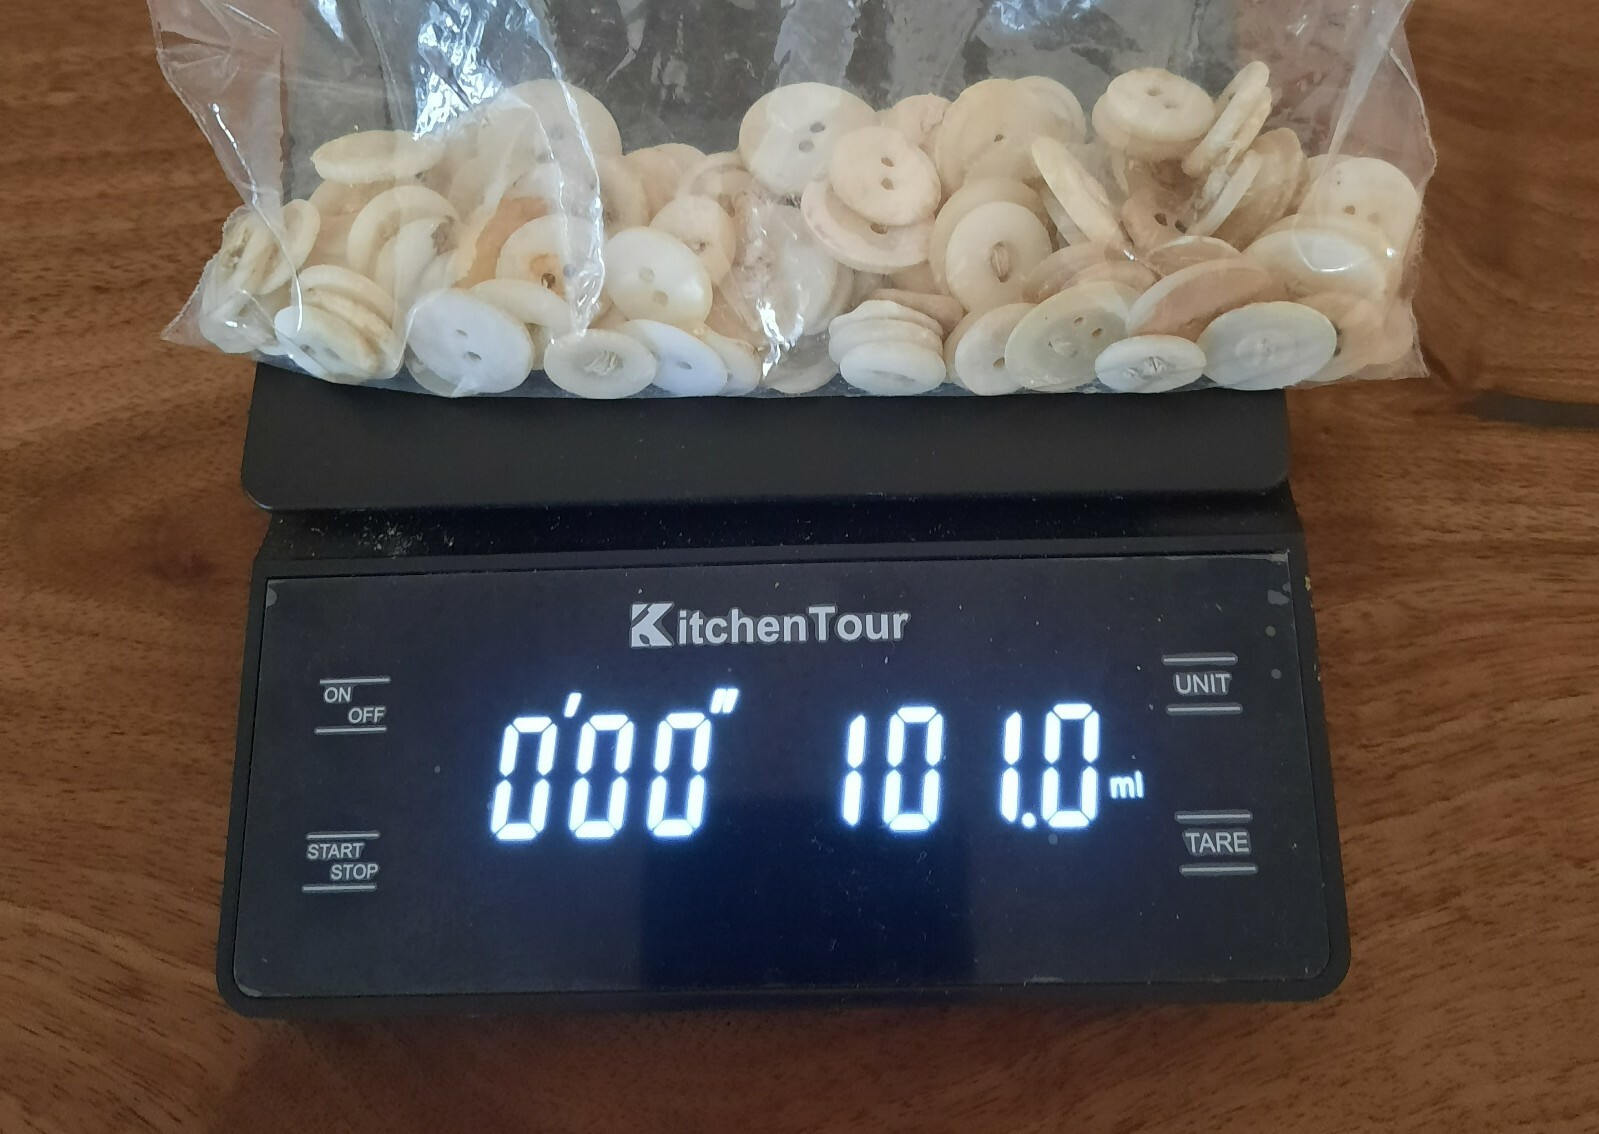 KitchenTour
ON
OFF
0'00" 101.0 ml
UNIT
START
STOP
TARE